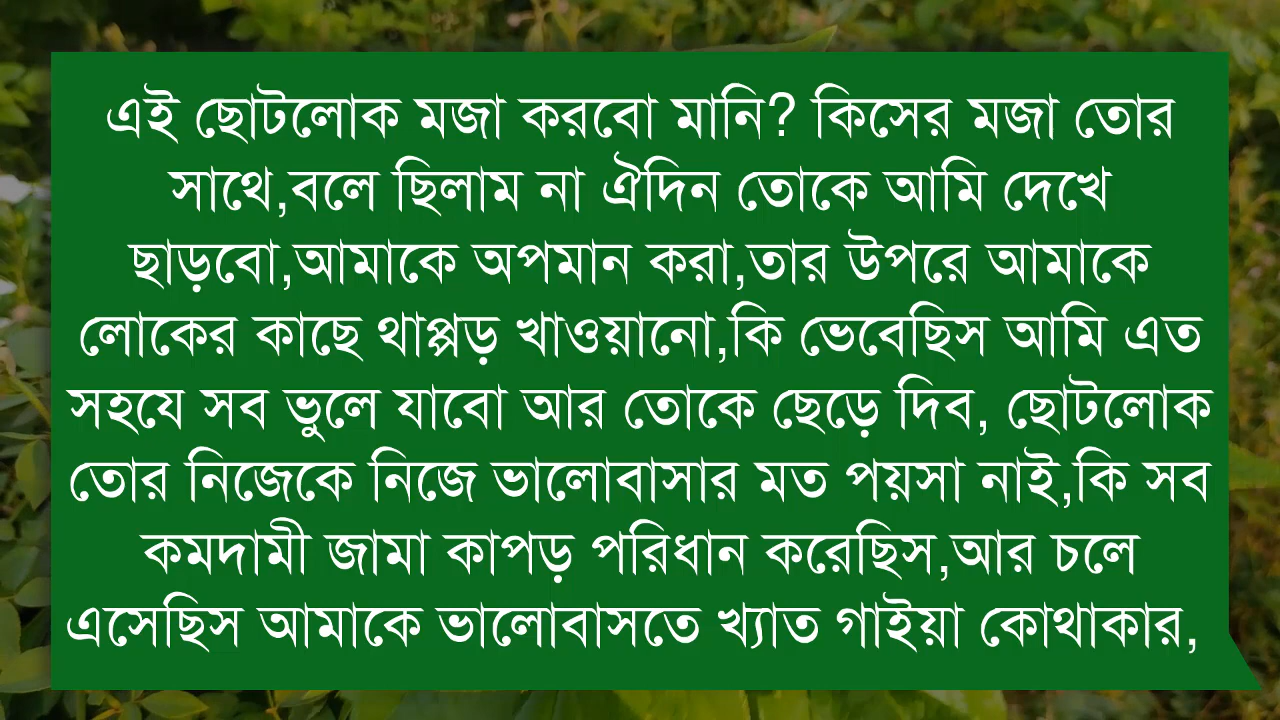 এই ছোটলোক মজা করবো মানি? কিসের মজা তোর
সাথে,বলে ছিলাম না ঐদিন তোকে আমি দেখে
ছাড়বো,আমাকে অপমান করা,তার উপরে আমাকে
লোকের কাছে থাপ্পড় খাওয়ানো,কি ভেবেছিস আমি এত
সহযে সব ভুলে যাবো আর তোকে ছেড়ে দিব, ছোটলোক
তোর নিজেকে নিজে ভালোবাসার মত পয়সা নাই,কি সব
কমদামী জামা কাপড় পরিধান করেছিস,আর চলে
এসেছিস আমাকে ভালোবাসতে খ্যাত গাইয়া কোথাকার,